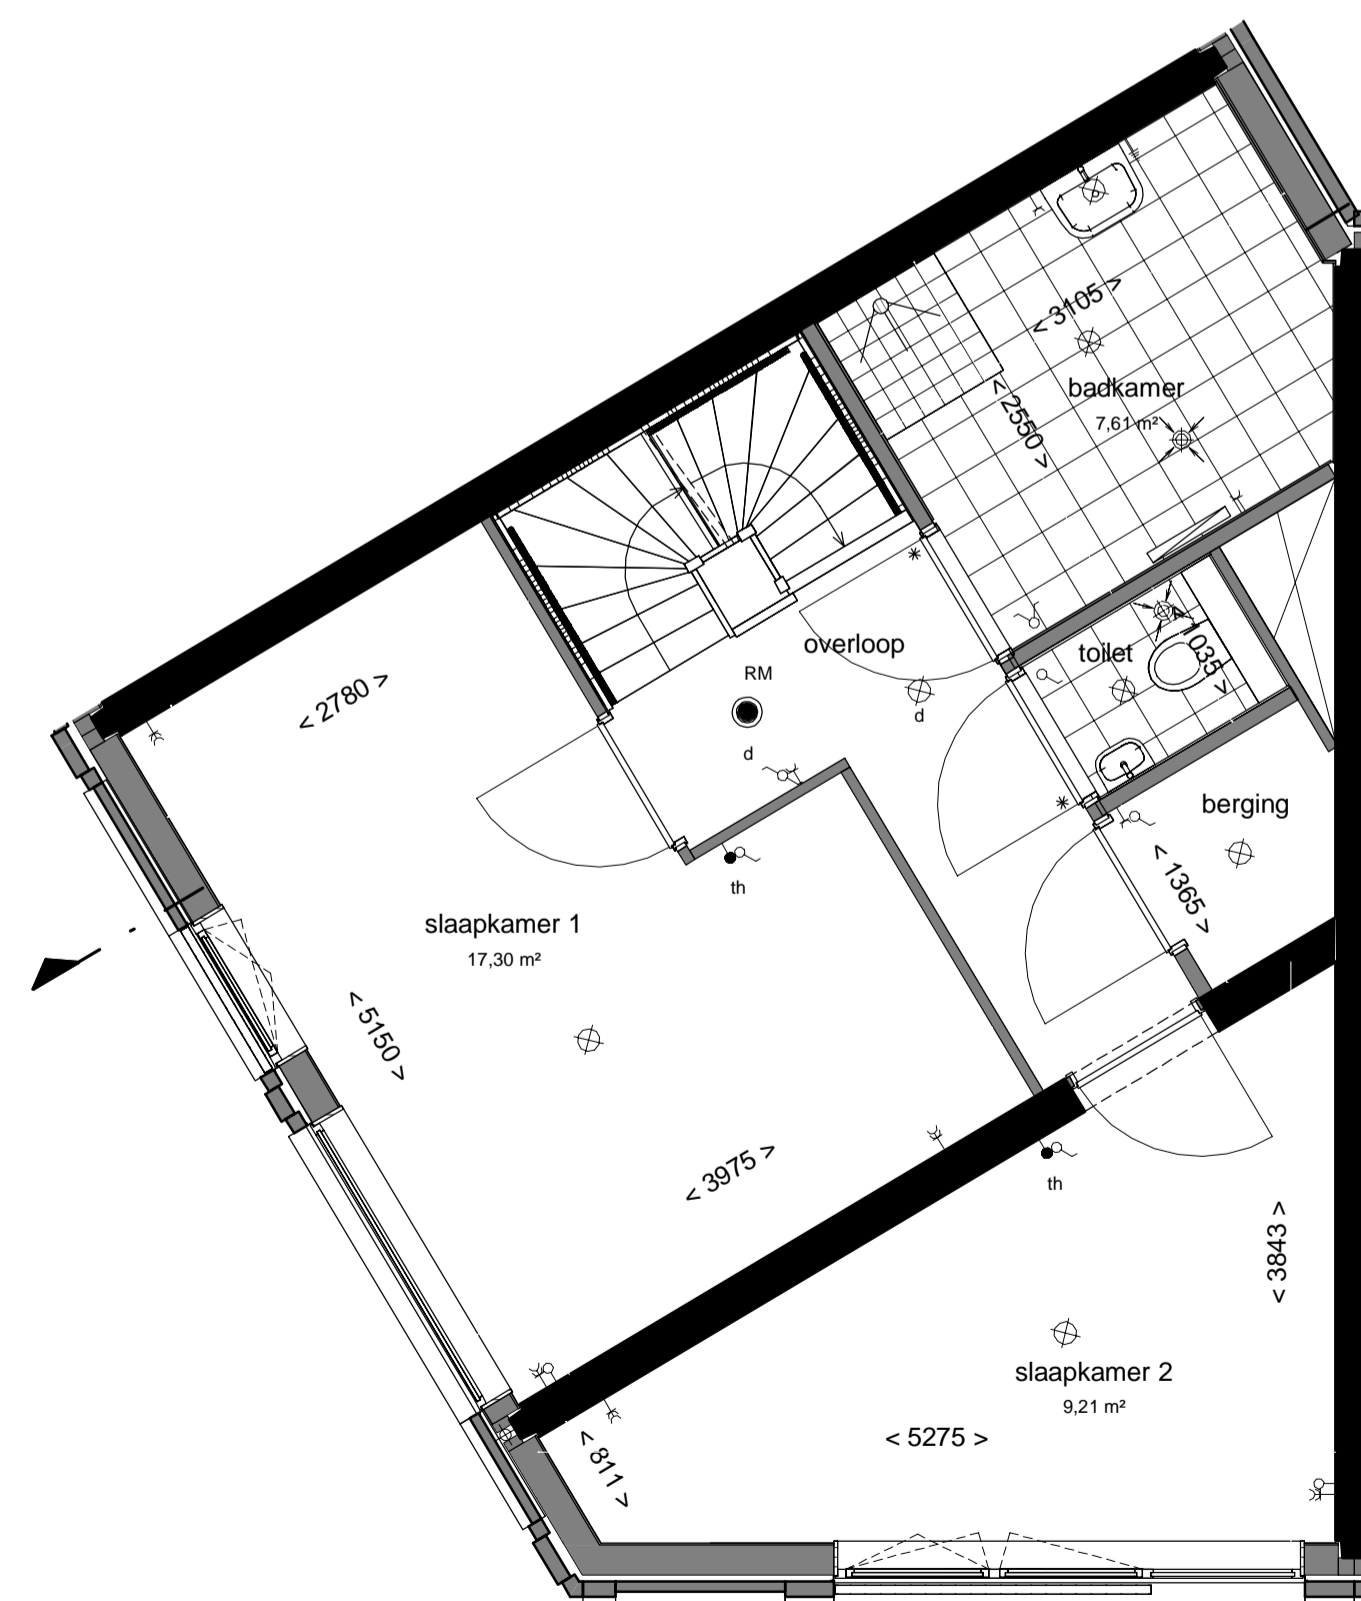 < 3105 >
badkamer
7,61 m²
< 2550 >
overloop
toilet
1035 >
RM
d
d
< 2780 >
berging
< 1365 >
th
slaapkamer 1
17,30 m²
< 5150 >
< 3975 >
th
< 3843 >
slaapkamer 2
9,21 m²
< 5275 >
< 811 >